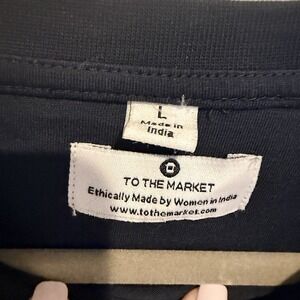 L
Made in
India
TO THE MARKET
Ethically Made by Women in India
www.tothemarket.com